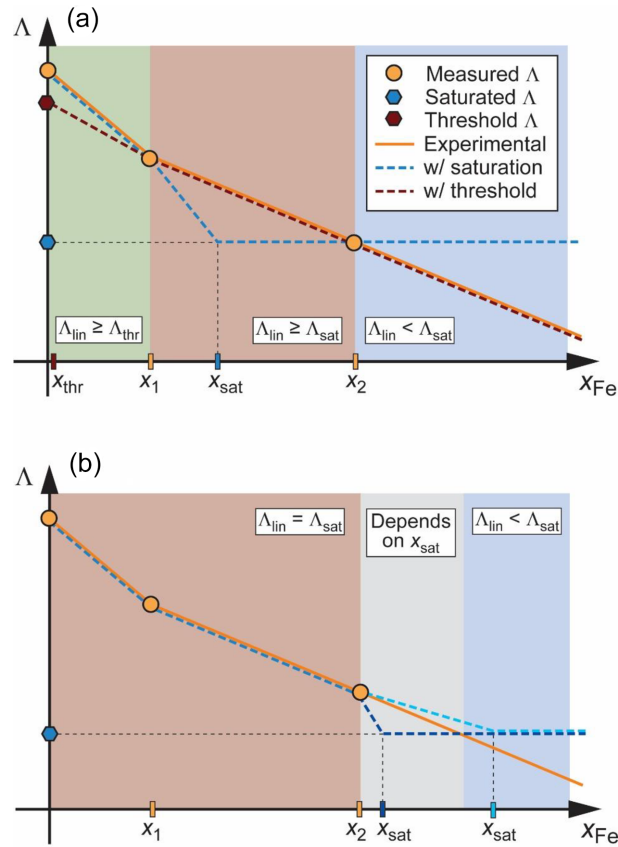 (a)
Λ
Measured Λ
Saturated Λ
Threshold Λ
Experimental
w/ saturation
w/ threshold
Λlin ≥ Λthr
Λlin ≥ Λsat
Λlin < Λsat
xthr
x1
xsat
x2
xFe
(b)
Λ
Λlin = Λsat
Depends
on xsat
Λlin < Λsat
x1
x2
xsat
xsat
xFe